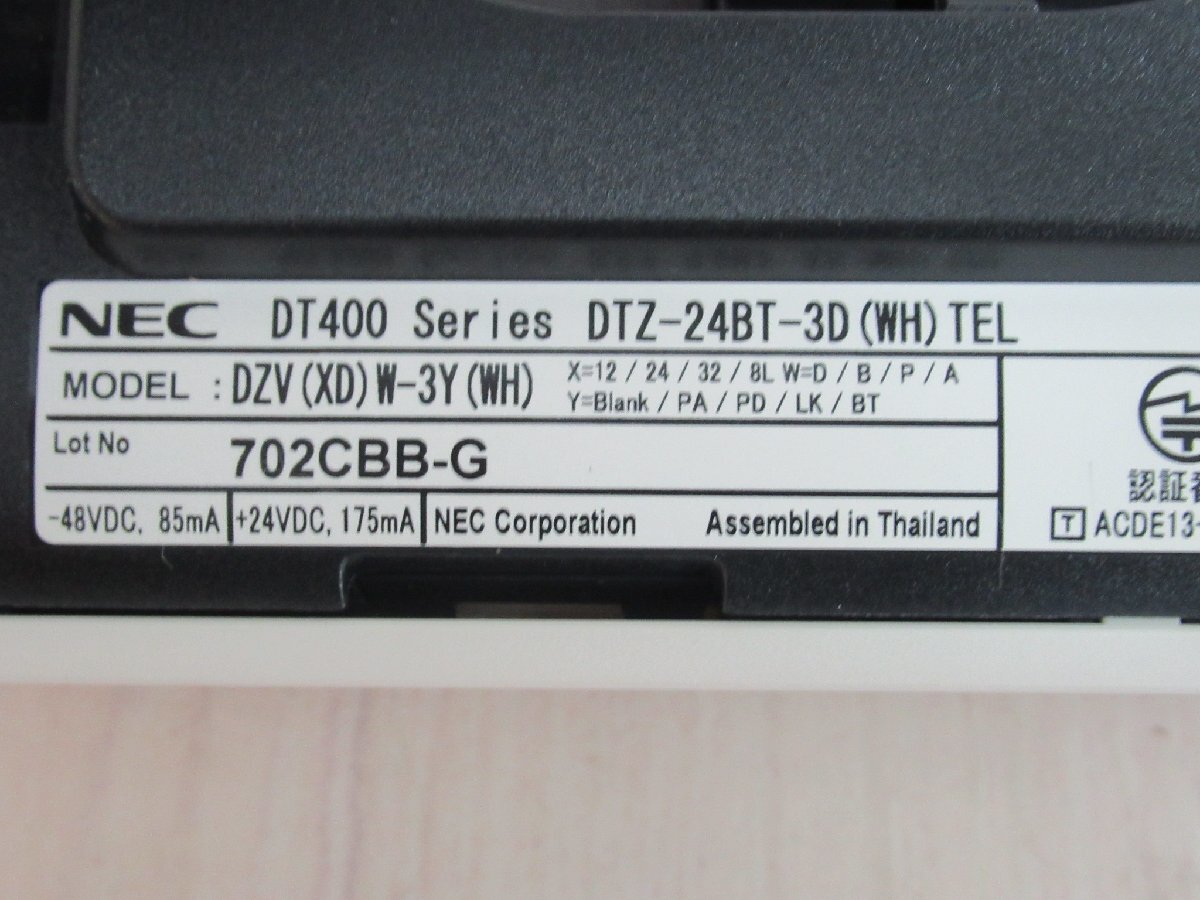 NEC DT400 Series DTZ-24BT-3D(WH)TEL
MODEL : DZV(XD)W-3Y(WH) X=12 / 24 / 32 / 8L W=D / B / P / A
Y=Blank / PA / PD / LK / BT
Lot No 702CBB-G
認証番
-48VDC, 85mA +24VDC, 175mA NEC Corporation Assembled in Thailand
T ACDE13